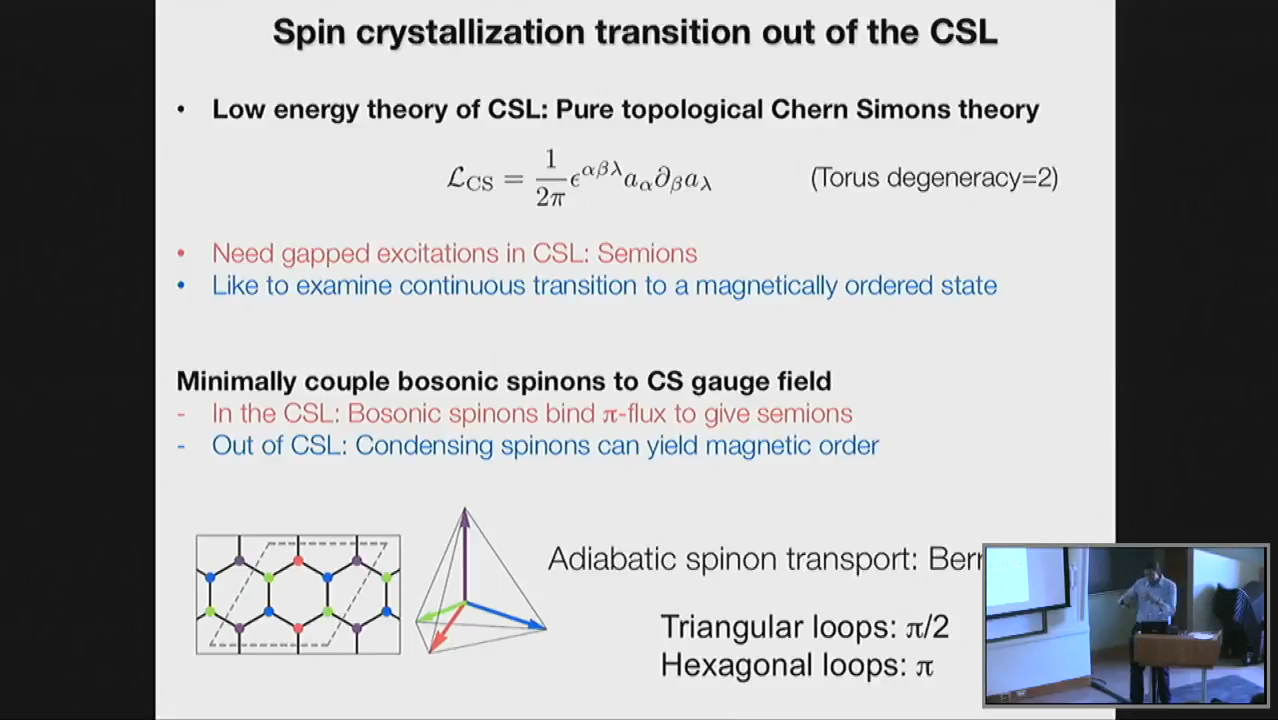 Spin crystallization transition out of the CSL
• Low energy theory of CSL: Pure topological Chern Simons theory
$\mathcal{L}_{\rm CS} = \frac{1}{2\pi} \epsilon^{\alpha\beta\lambda} a_\alpha \partial_\beta a_\lambda$ (Torus degeneracy=2)
• Need gapped excitations in CSL: Semions
• Like to examine continuous transition to a magnetically ordered state
Minimally couple bosonic spinons to CS gauge field
- In the CSL: Bosonic spinons bind π-flux to give semions
- Out of CSL: Condensing spinons can yield magnetic order
Adiabatic spinon transport:
Triangular loops: π/2
Hexagonal loops: π